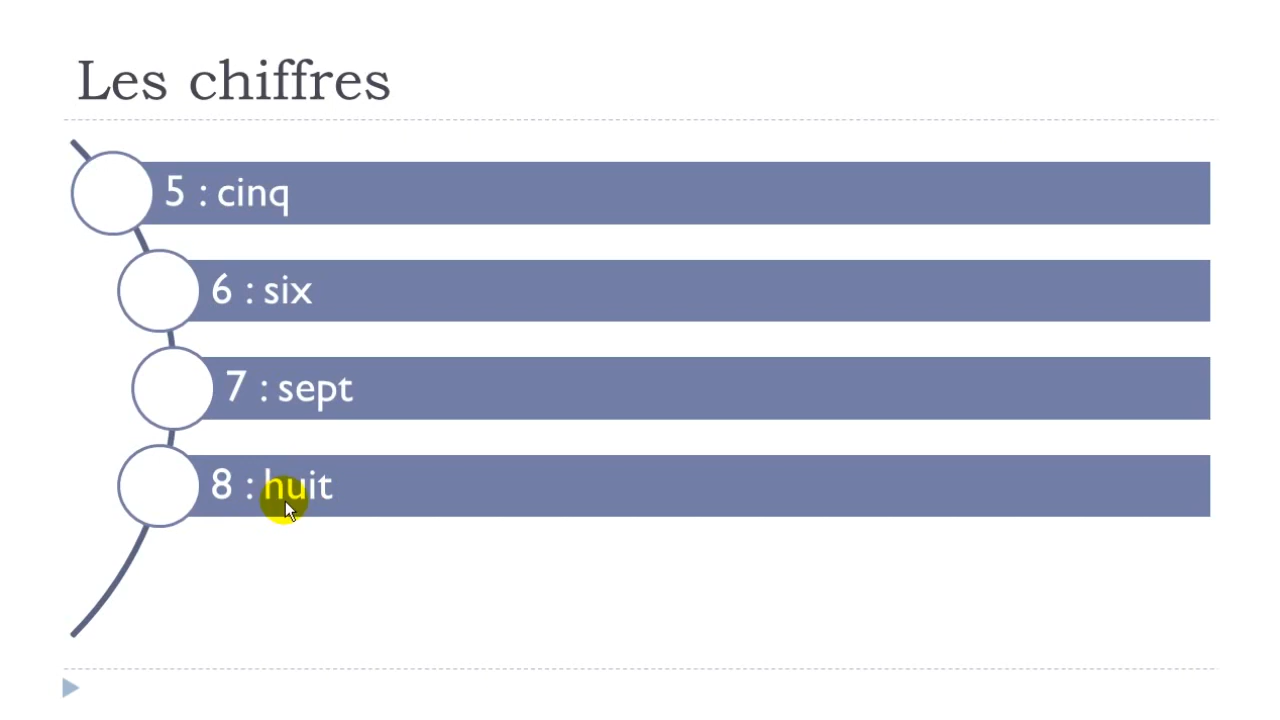 Les chiffres
5 : cinq
6 : six
7 : sept
8 : huit